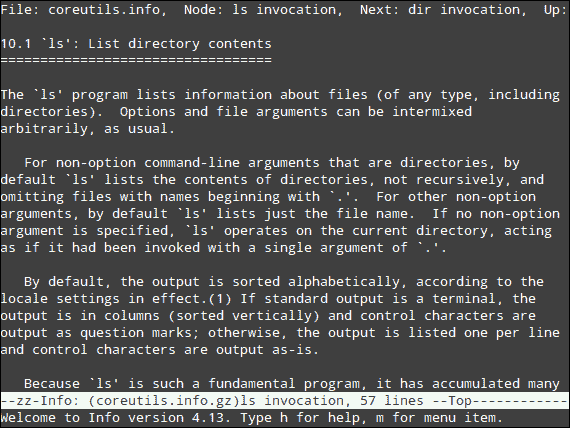 File: coreutils.info,  Node: ls invocation,  Next: dir invocation,  Up:
10.1 `ls': List directory contents
==================================
The `ls' program lists information about files (of any type, including
directories).  Options and file arguments can be intermixed
arbitrarily, as usual.
   For non-option command-line arguments that are directories, by
default `ls' lists the contents of directories, not recursively, and
omitting files with names beginning with `.'.  For other non-option
arguments, by default `ls' lists just the file name.  If no non-option
argument is specified, `ls' operates on the current directory, acting
as if it had been invoked with a single argument of `.'.
   By default, the output is sorted alphabetically, according to the
locale settings in effect.(1) If standard output is a terminal, the
output is in columns (sorted vertically) and control characters are
output as question marks; otherwise, the output is listed one per line
and control characters are output as-is.
   Because `ls' is such a fundamental program, it has accumulated many
--zz-Info: (coreutils.info.gz)ls invocation, 57 lines --Top------------
Welcome to Info version 4.13. Type h for help, m for menu item.